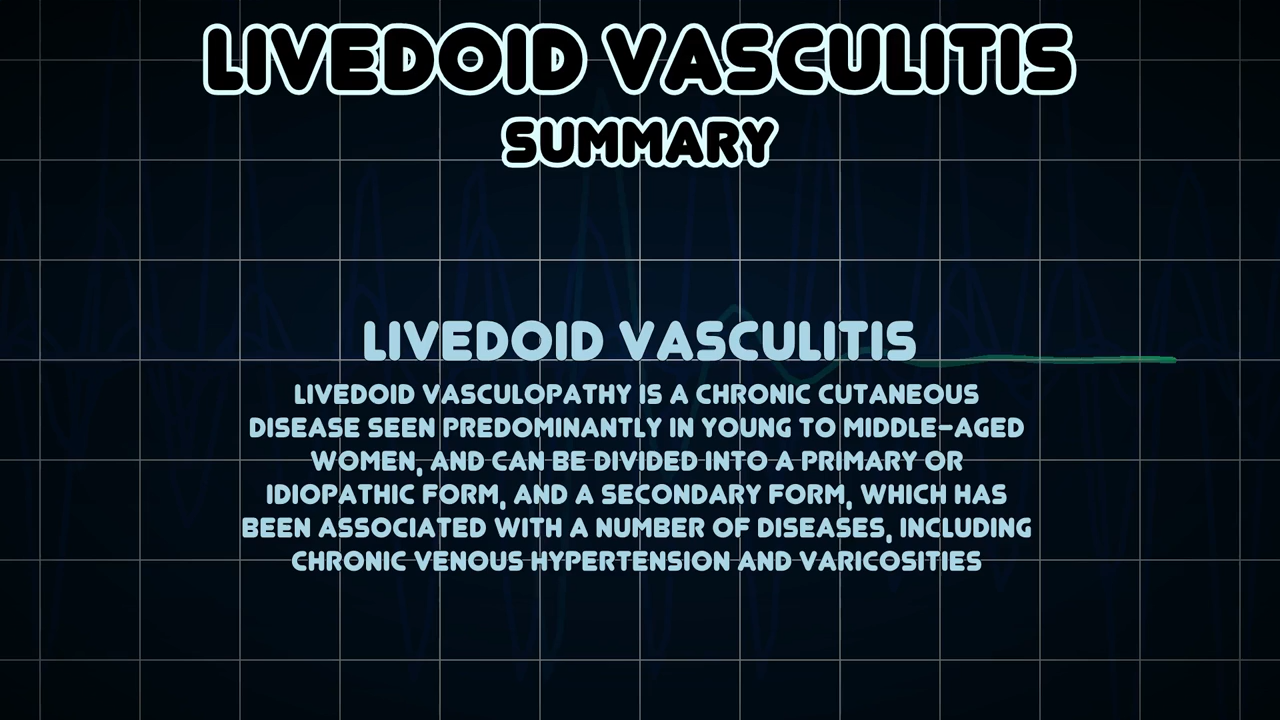 LIVEDOID VASCULITIS
SUMMARY
LIVEDOID VASCULITIS
LIVEDOID VASCULOPATHY IS A CHRONIC CUTANEOUS
DISEASE SEEN PREDOMINANTLY IN YOUNG TO MIDDLE-AGED
WOMEN, AND CAN BE DIVIDED INTO A PRIMARY OR
IDIOPATHIC FORM, AND A SECONDARY FORM, WHICH HAS
BEEN ASSOCIATED WITH A NUMBER OF DISEASES, INCLUDING
CHRONIC VENOUS HYPERTENSION AND VARICOSITIES